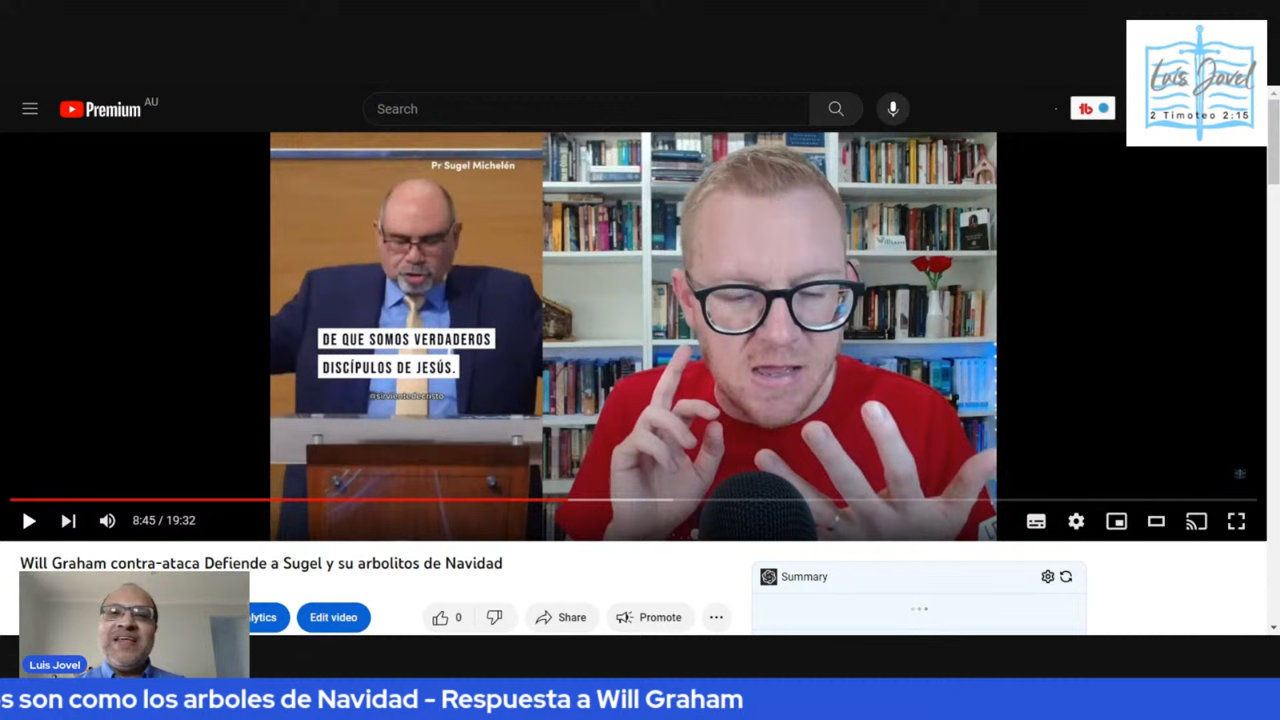 Luis Jovel
2 Timoteo 2:15
Premium AU
Search
Pr Sugel Michelén
DE QUE SOMOS VERDADEROS
DISCÍPULOS DE JESÚS.
@sirvientedecristo
8:45 / 19:32
Will Graham contra-ataca Defiende a Sugel y su arbolitos de Navidad
Summary
lytics
Edit video
0
Share
Promote
Luis Jovel
s son como los arboles de Navidad - Respuesta a Will Graham